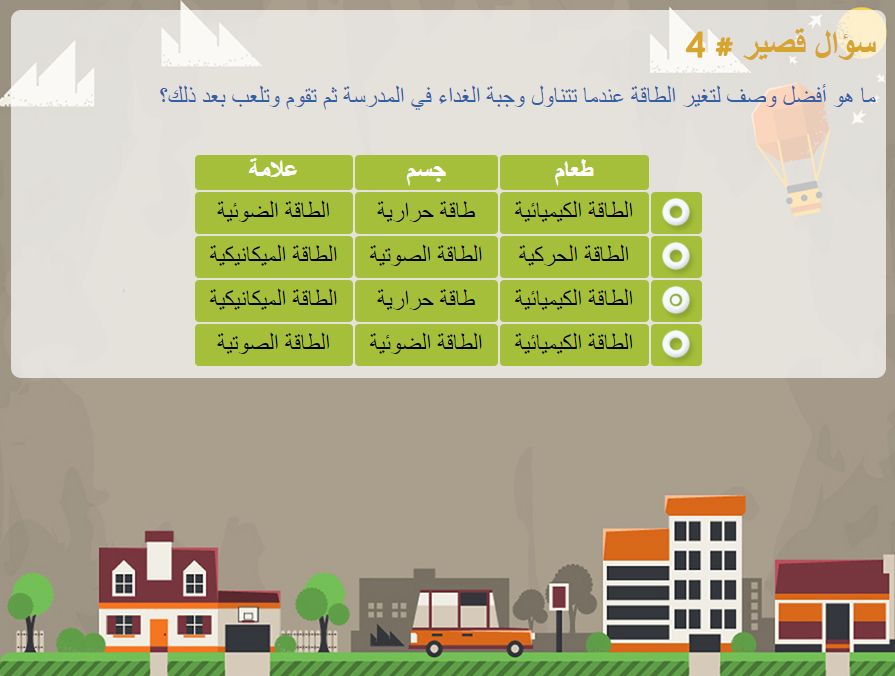 سؤال قصير # 4
ما هو أفضل وصف لتغير الطاقة عندما تتناول وجبة الغداء في المدرسة ثم تقوم وتلعب بعد ذلك؟
طعام جسم علامة
الطاقة الكيميائية طاقة حرارية الطاقة الضوئية
الطاقة الحركية الطاقة الصوتية الطاقة الميكانيكية
الطاقة الكيميائية طاقة حرارية الطاقة الميكانيكية
الطاقة الكيميائية الطاقة الضوئية الطاقة الصوتية